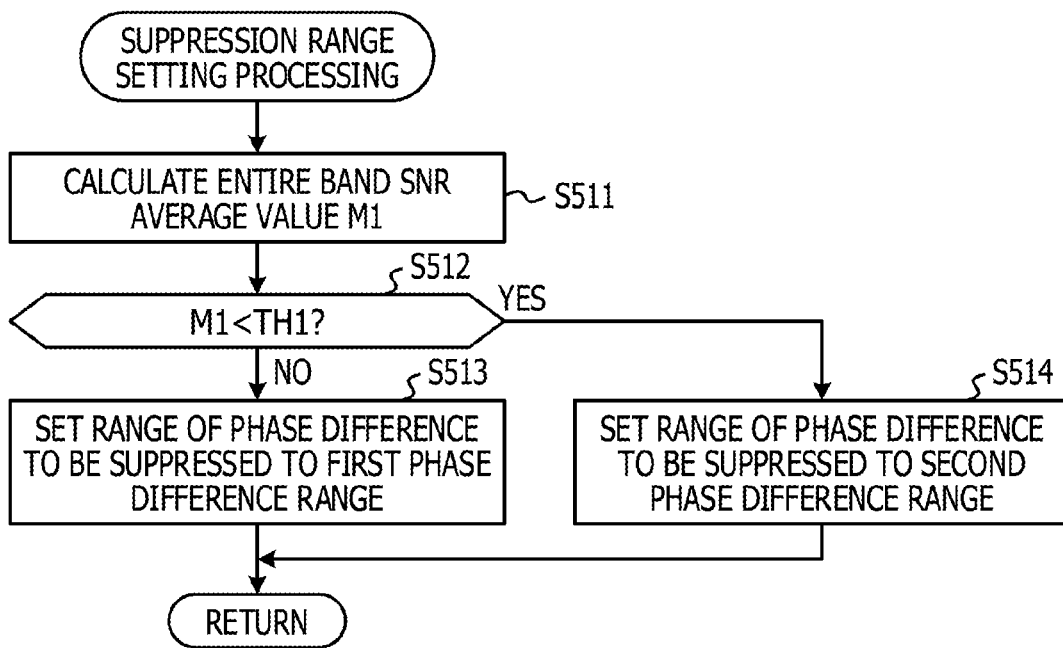 SUPPRESSION RANGE
SETTING PROCESSING
CALCULATE ENTIRE BAND SNR
AVERAGE VALUE M1
S511
S512
M1<TH1?
YES
NO
S513
SET RANGE OF PHASE DIFFERENCE
TO BE SUPPRESSED TO FIRST PHASE
DIFFERENCE RANGE
S514
SET RANGE OF PHASE DIFFERENCE
TO BE SUPPRESSED TO SECOND
PHASE DIFFERENCE RANGE
RETURN